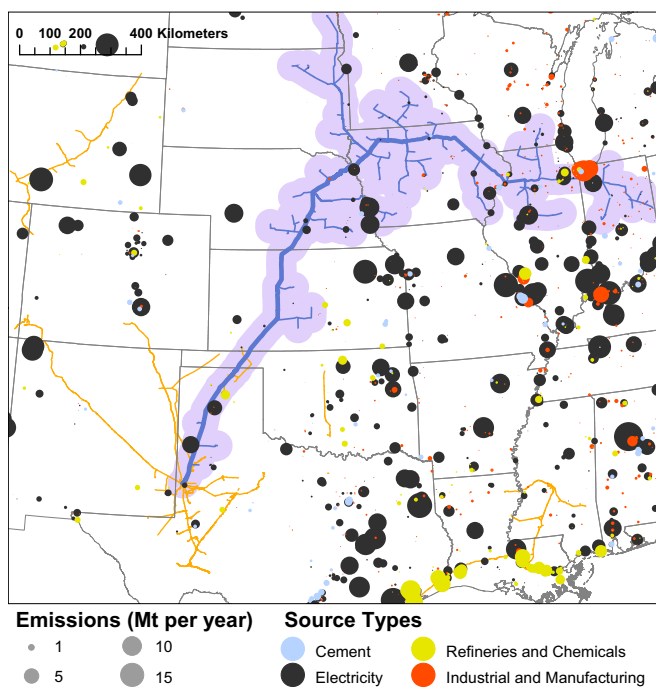 0 100 200 400 Kilometers
Emissions (Mt per year)
1
10
5
15
Source Types
Cement
Refineries and Chemicals
Electricity
Industrial and Manufacturing